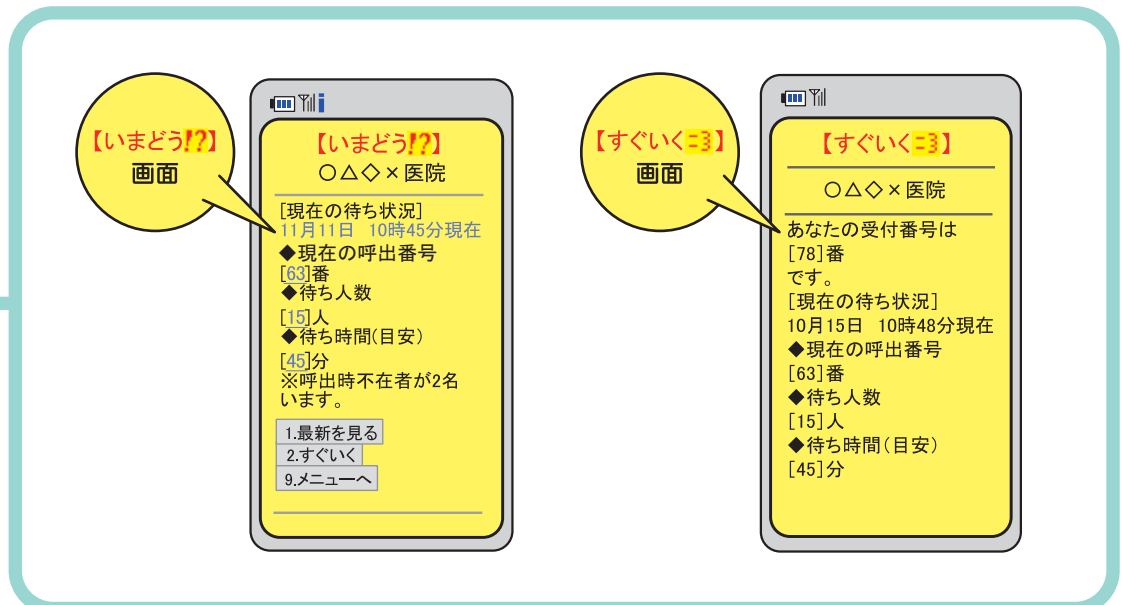 【いまどう!?】
画面
【いまどう!?】
○△◇×医院
[現在の待ち状況]
11月11日 10時45分現在
◆現在の呼出番号
[63]番
◆待ち人数
[15]人
◆待ち時間(目安)
[45]分
※呼出時不在者が2名
います。
1.最新を見る
2.すぐいく
9.メニューへ
【すぐいく=3】
画面
【すぐいく=3】
○△◇×医院
あなたの受付番号は
[78]番
です。
[現在の待ち状況]
10月15日 10時48分現在
◆現在の呼出番号
[63]番
◆待ち人数
[15]人
◆待ち時間(目安)
[45]分